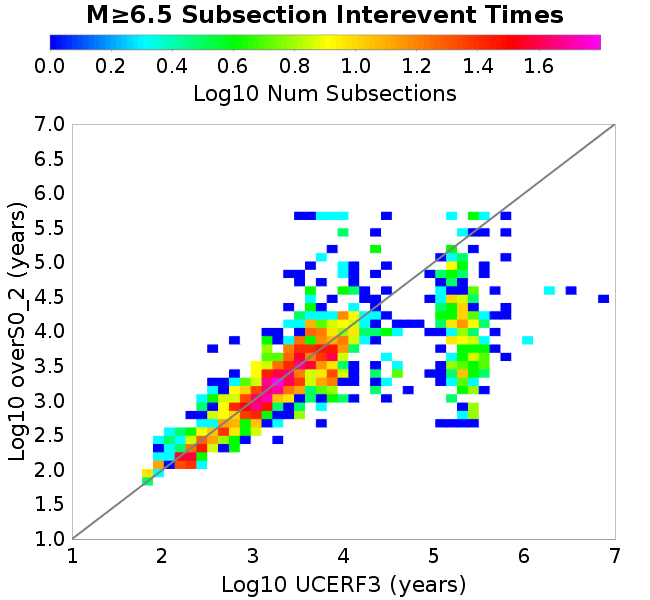 M≥6.5 Subsection Interevent Times
0.0 0.2 0.4 0.6 0.8 1.0 1.2 1.4 1.6
Log10 Num Subsections
7.0
6.5
6.0
5.5
5.0
4.5
4.0
3.5
3.0
2.5
2.0
1.5
1.0
Log10 overS0_2 (years)
1 2 3 4 5 6 7
Log10 UCERF3 (years)